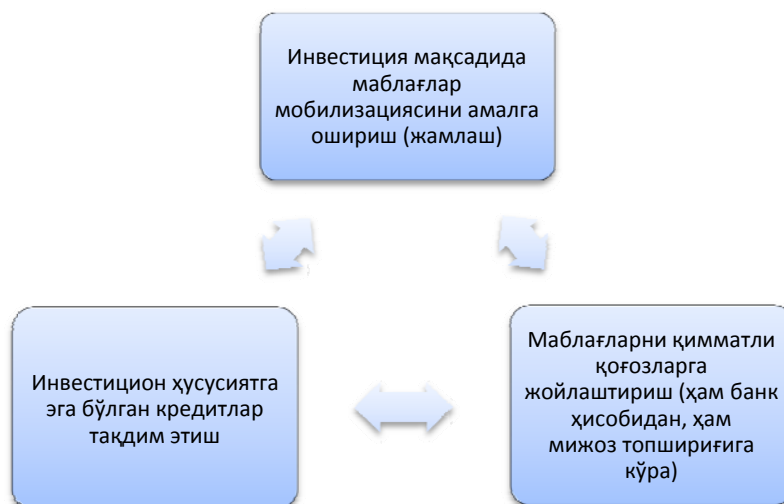 Инвестиция мақсадида
маблағлар
мобилизациясини амалга
ошириш (жамлаш)
Инвестицион ҳусусиятга
эга бўлган кредитлар
тақдим этиш
Маблағларни қимматли
қоғозларга
жойлаштириш (ҳам банк
ҳисобидан, ҳам
мижоз топшириғига
кўра)